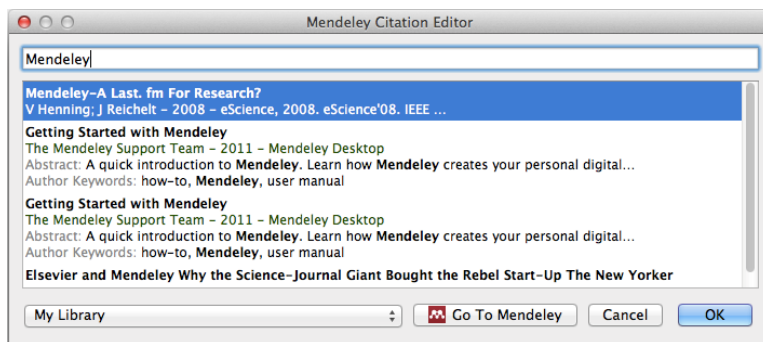 Mendeley Citation Editor
Mendeley
Mendeley–A Last. fm For Research?
V Henning; J Reichelt – 2008 – eScience, 2008. eScience'08. IEEE ...
Getting Started with Mendeley
The Mendeley Support Team – 2011 – Mendeley Desktop
Abstract: A quick introduction to Mendeley. Learn how Mendeley creates your personal digital...
Author Keywords: how-to, Mendeley, user manual
Getting Started with Mendeley
The Mendeley Support Team – 2011 – Mendeley Desktop
Abstract: A quick introduction to Mendeley. Learn how Mendeley creates your personal digital...
Author Keywords: how-to, Mendeley, user manual
Elsevier and Mendeley Why the Science–Journal Giant Bought the Rebel Start–Up The New Yorker
My Library
Go To Mendeley
Cancel
OK